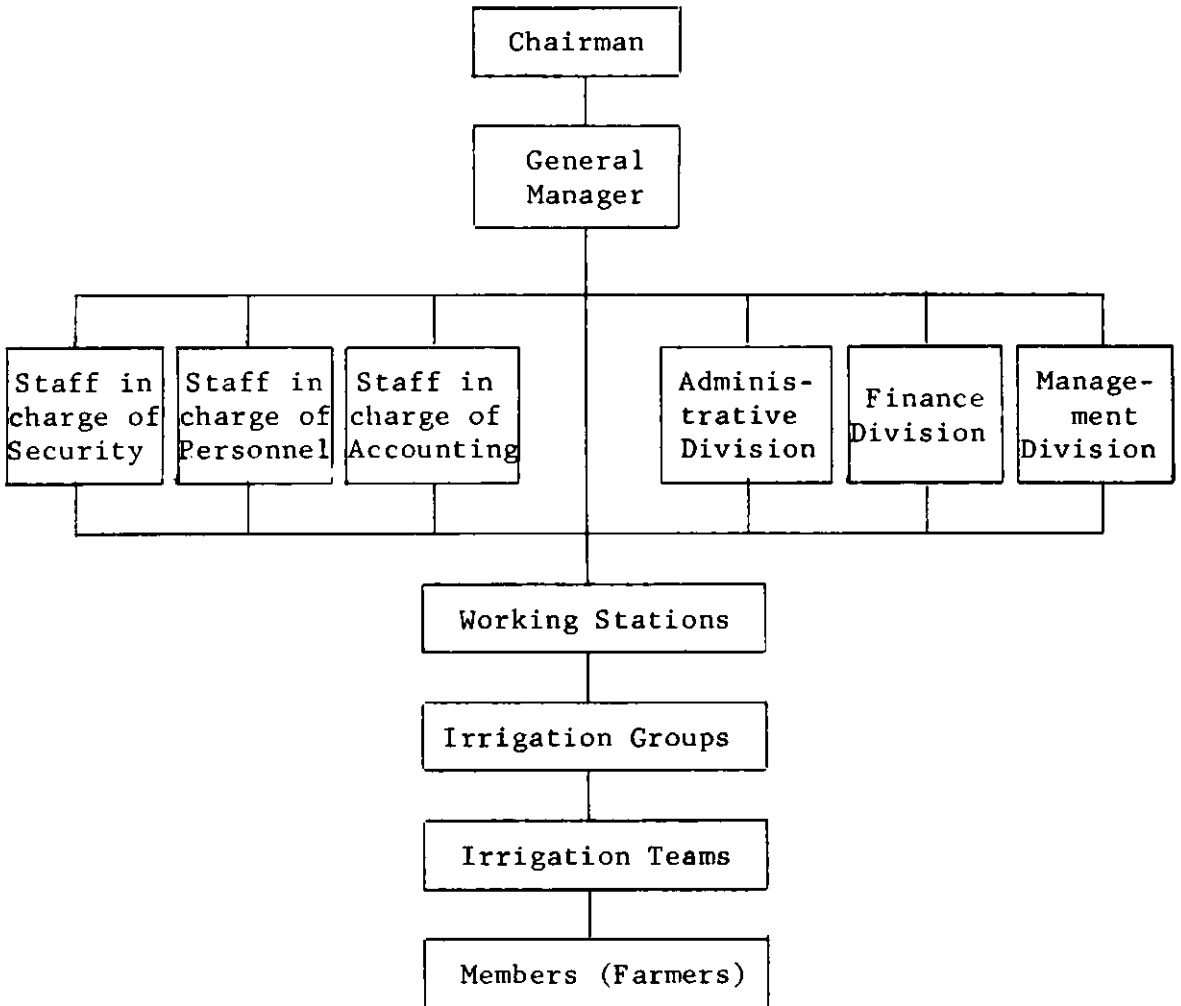 Chairman
General
Manager
Staff in
charge of
Security
Staff in
charge of
Personnel
Staff in
charge of
Accounting
Adminis-
trative
Division
Finance
Division
Manage-
ment
Division
Working Stations
Irrigation Groups
Irrigation Teams
Members (Farmers)